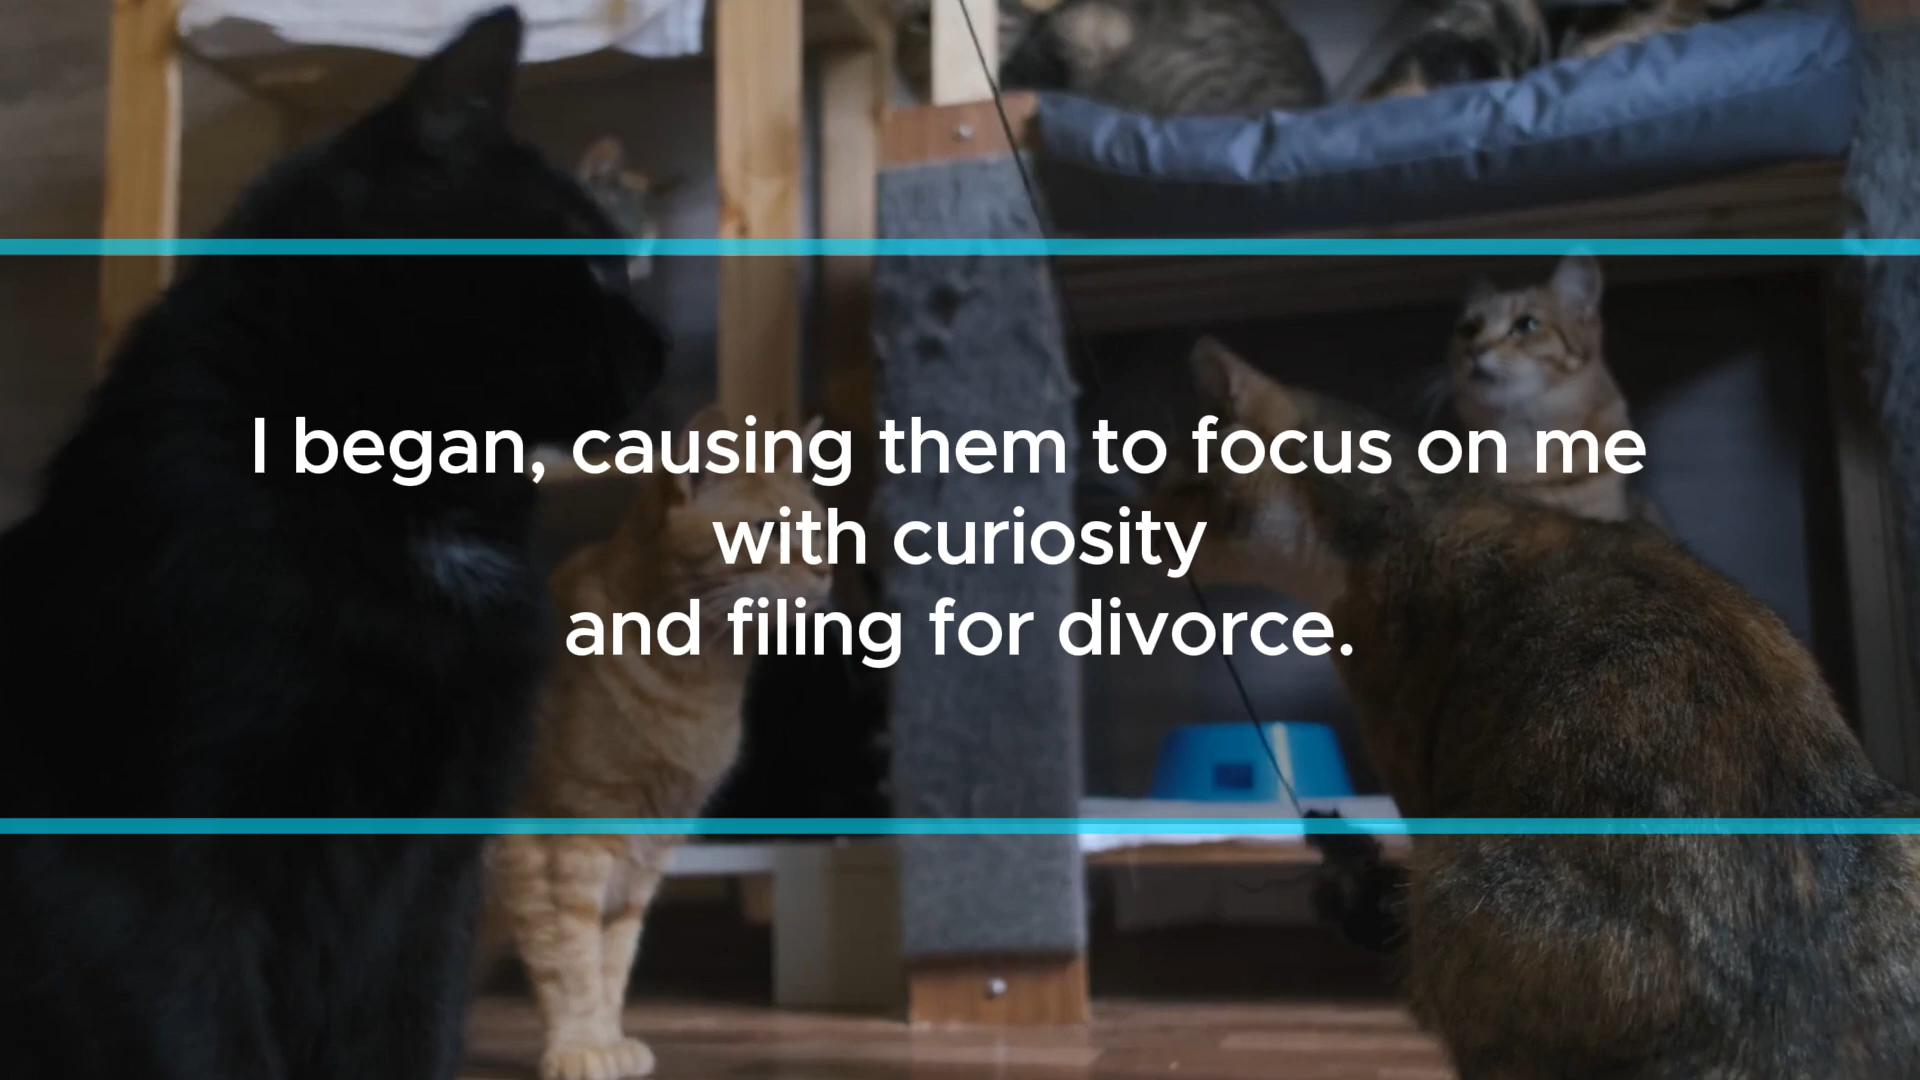 I began, causing them to focus on me
with curiosity
and filing for divorce.